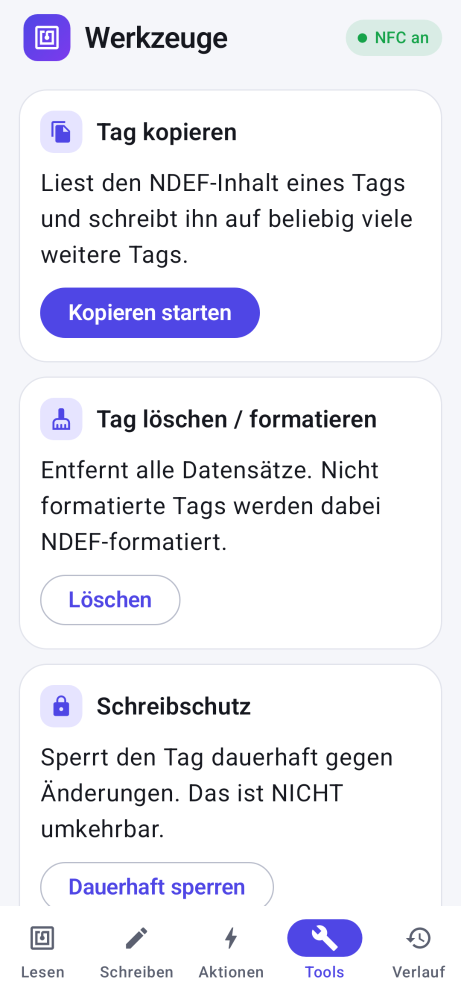 Werkzeuge
NFC an
Tag kopieren
Liest den NDEF-Inhalt eines Tags
und schreibt ihn auf beliebig viele
weitere Tags.
Kopieren starten
Tag löschen / formatieren
Entfernt alle Datensätze. Nicht
formatierte Tags werden dabei
NDEF-formatiert.
Löschen
Schreibschutz
Sperrt den Tag dauerhaft gegen
Änderungen. Das ist NICHT
umkehrbar.
Dauerhaft sperren
Lesen
Schreiben
Aktionen
Tools
Verlauf